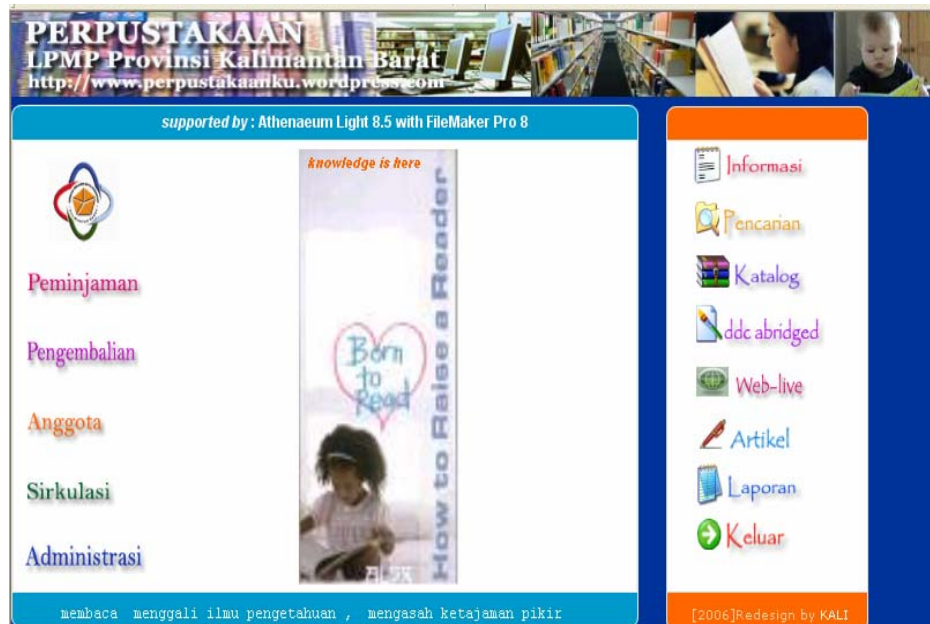 PERPUSTAKAAN
LPMP Provinsi Kalimantan Barat
http://www.perpustakaanku.wordpress.com
supported by : Athenaeum Light 8.5 with FileMaker Pro 8
knowledge is here
How to Raise a Reader
Born
to
Read
ALSC
Peminjaman
Pengembalian
Anggota
Sirkulasi
Administrasi
Informasi
Pencarian
Katalog
ddc abridged
Web-live
Artikel
Laporan
Keluar
membaca menggali ilmu pengetahuan , mengasah ketajaman pikir
[2006]Redesign by KALI